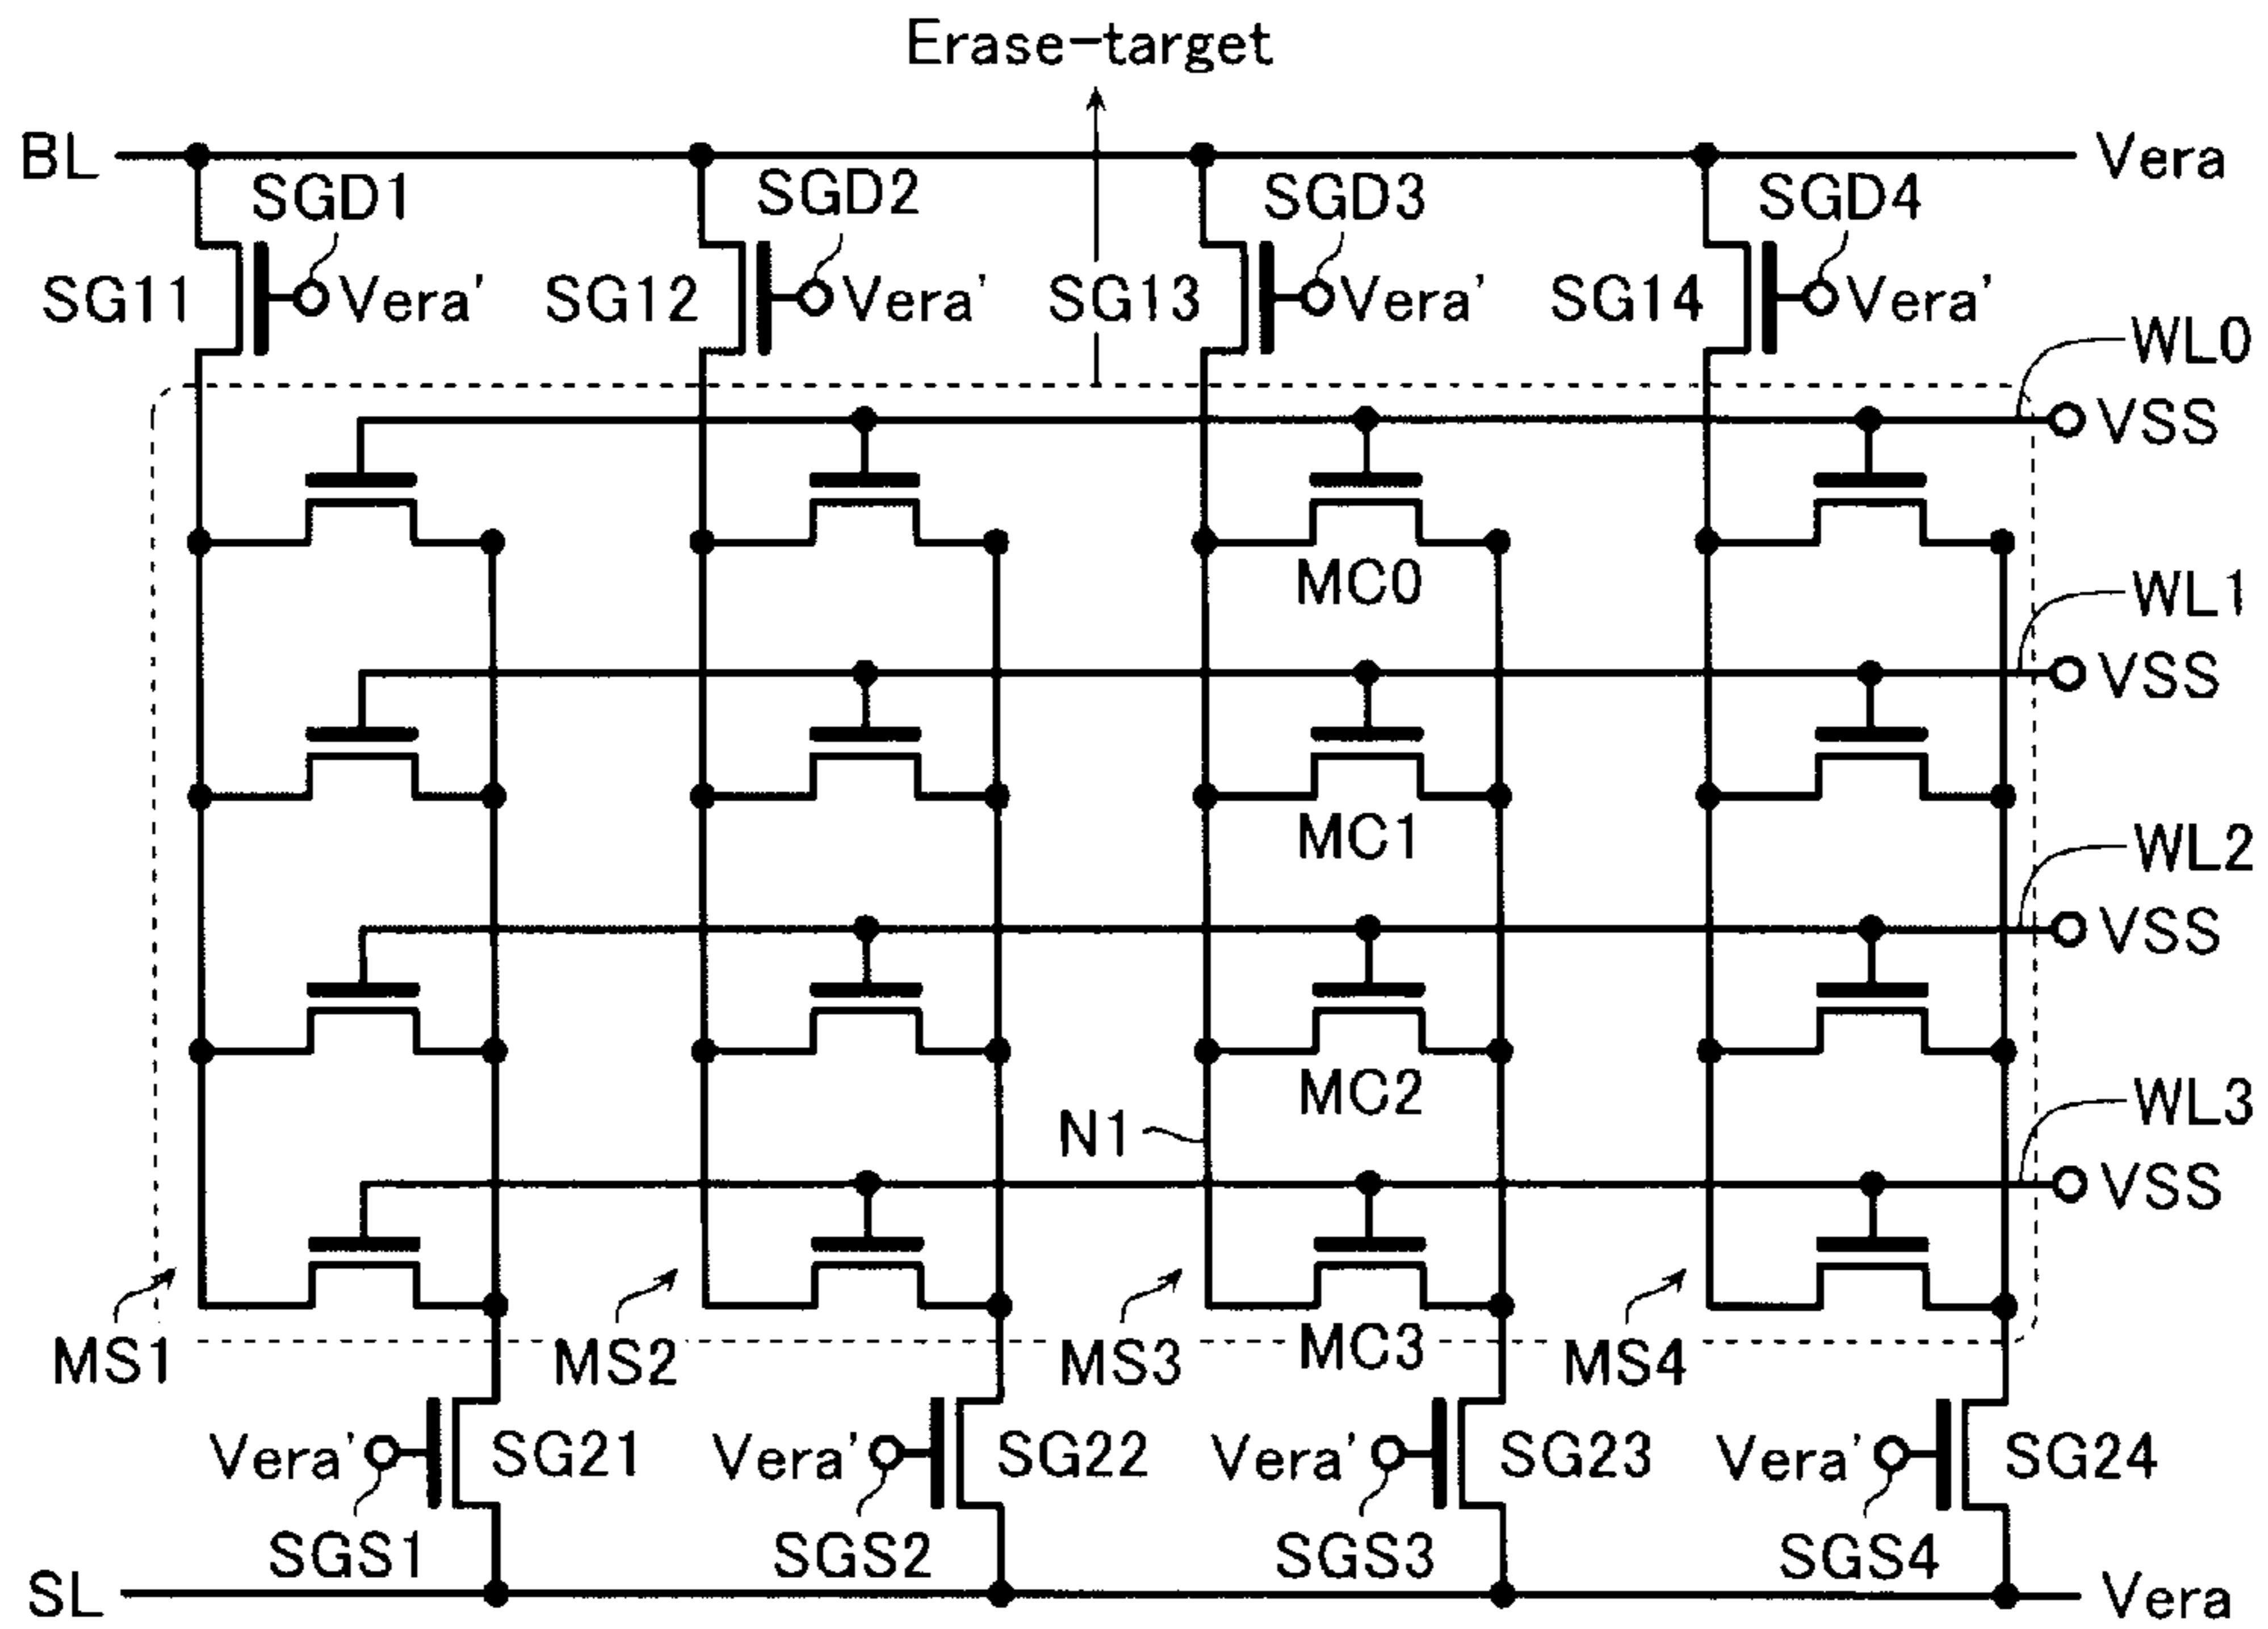 Erase-target
BL
Vera
SGD1
SGD2
SGD3
SGD4
SG11
Vera'
SG12
Vera'
SG13
Vera'
SG14
Vera'
WL0
VSS
MC0
WL1
VSS
MC1
WL2
VSS
MC2
N1
WL3
VSS
MS1
MS2
MS3
MC3
MS4
Vera'
SG21
Vera'
SG22
Vera'
SG23
Vera'
SG24
SGS1
SGS2
SGS3
SGS4
SL
Vera